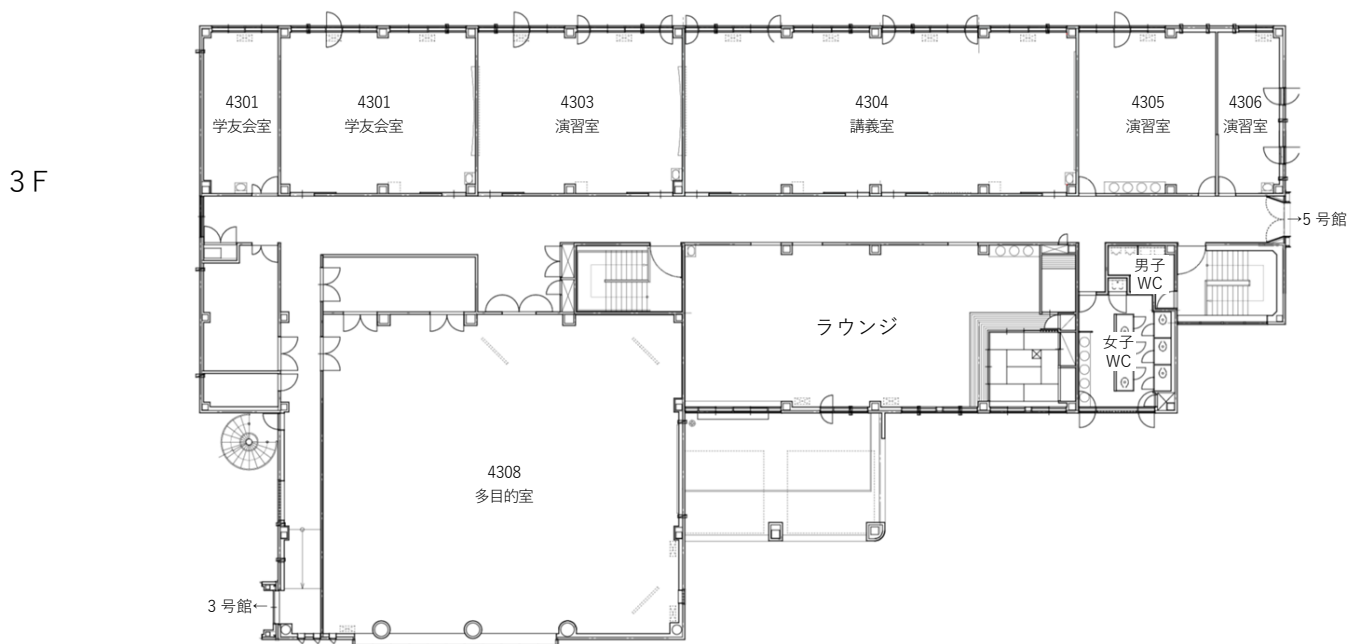 3 F
4301
学友会室
4301
学友会室
4303
演習室
4304
講義室
4305
演習室
4306
演習室
→5 号館
男子
WC
女子
WC
ラウンジ
4308
多目的室
3 号館←